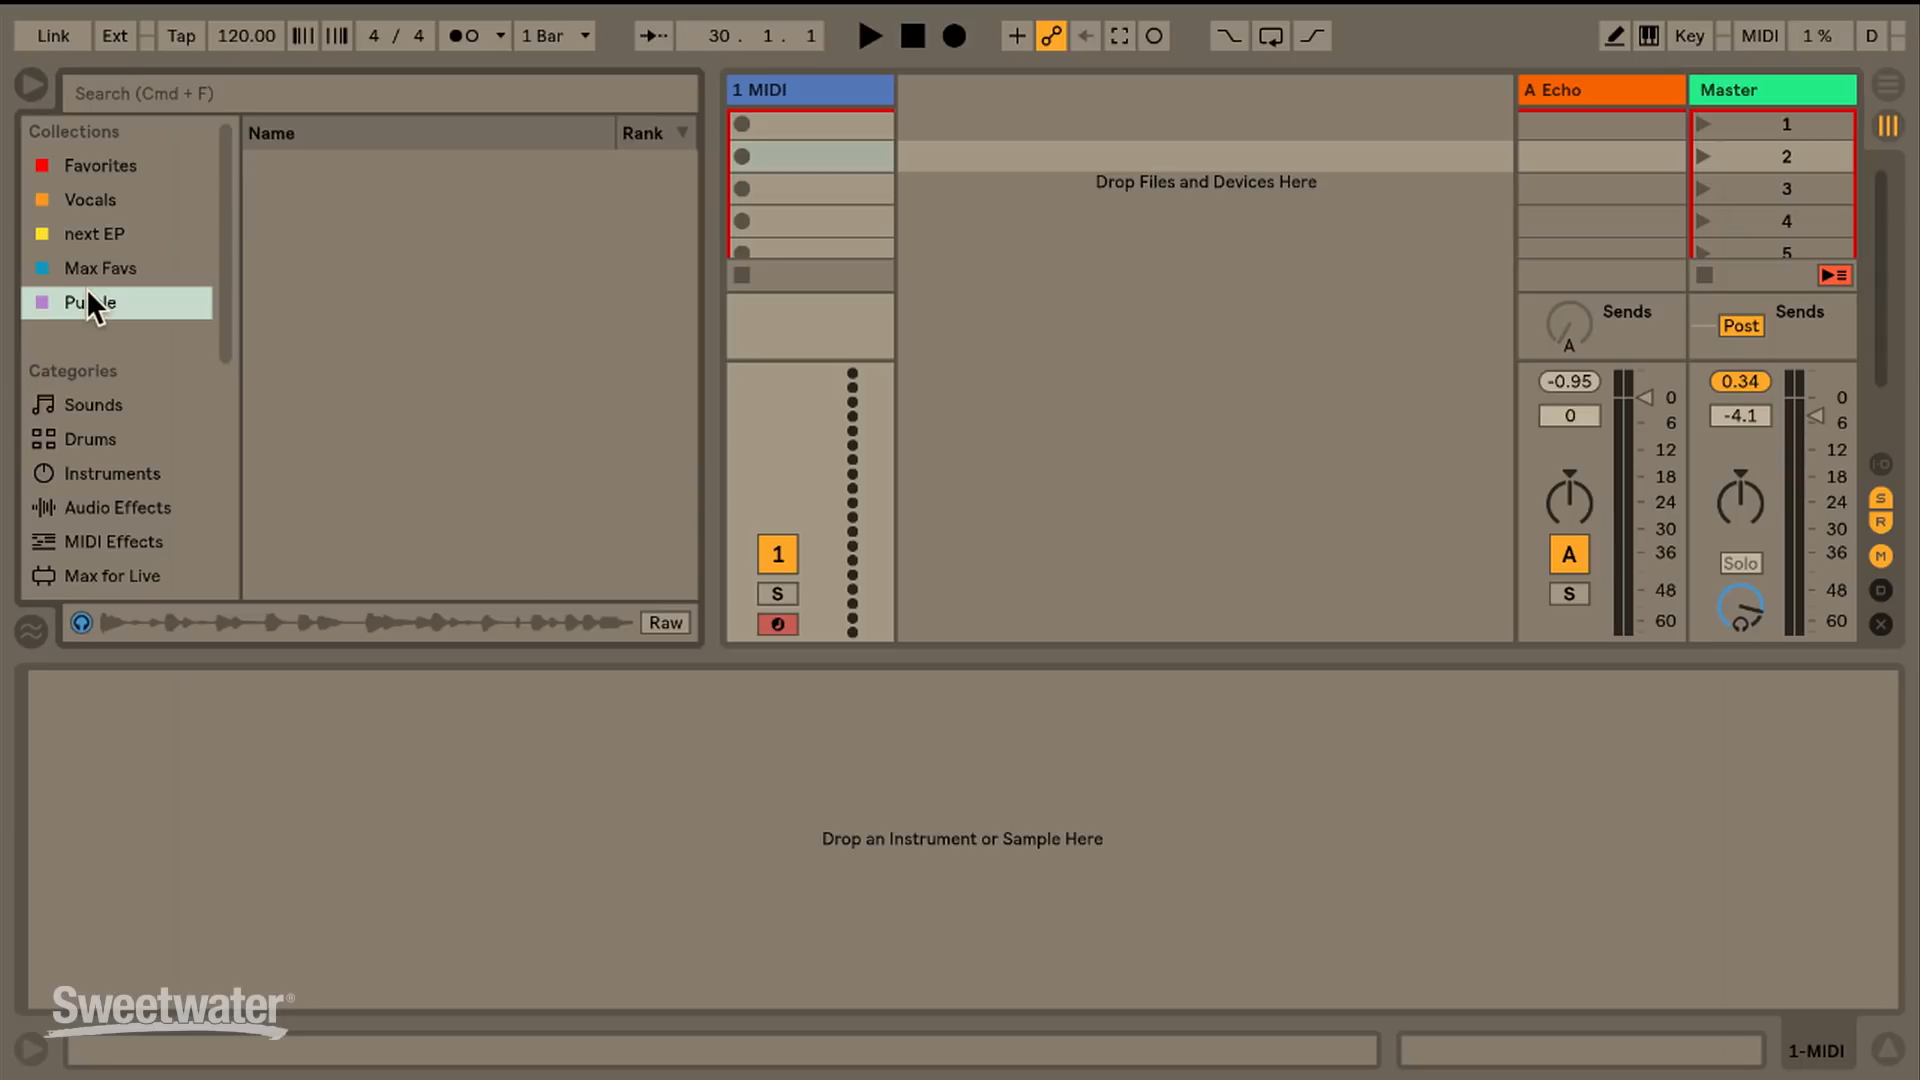 Link Ext Tap 120.00 4 / 4 1 Bar 30 . 1 . 1 Key MIDI 1 % D
Search (Cmd + F)
Collections
Favorites
Vocals
next EP
Max Favs
Categories
Sounds
Drums
Instruments
Audio Effects
MIDI Effects
Max for Live
Name Rank
Raw
1 MIDI
Drop Files and Devices Here
1
S
A Echo
Sends
A
-0.95
0
0
6
12
18
24
30
36
48
60
A
S
Master
1
2
3
4
5
Sends
Post
0.34
-4.1
0
6
12
18
24
30
36
48
60
Solo
I-O
S
R
M
D
X
Drop an Instrument or Sample Here
Sweetwater®
1-MIDI